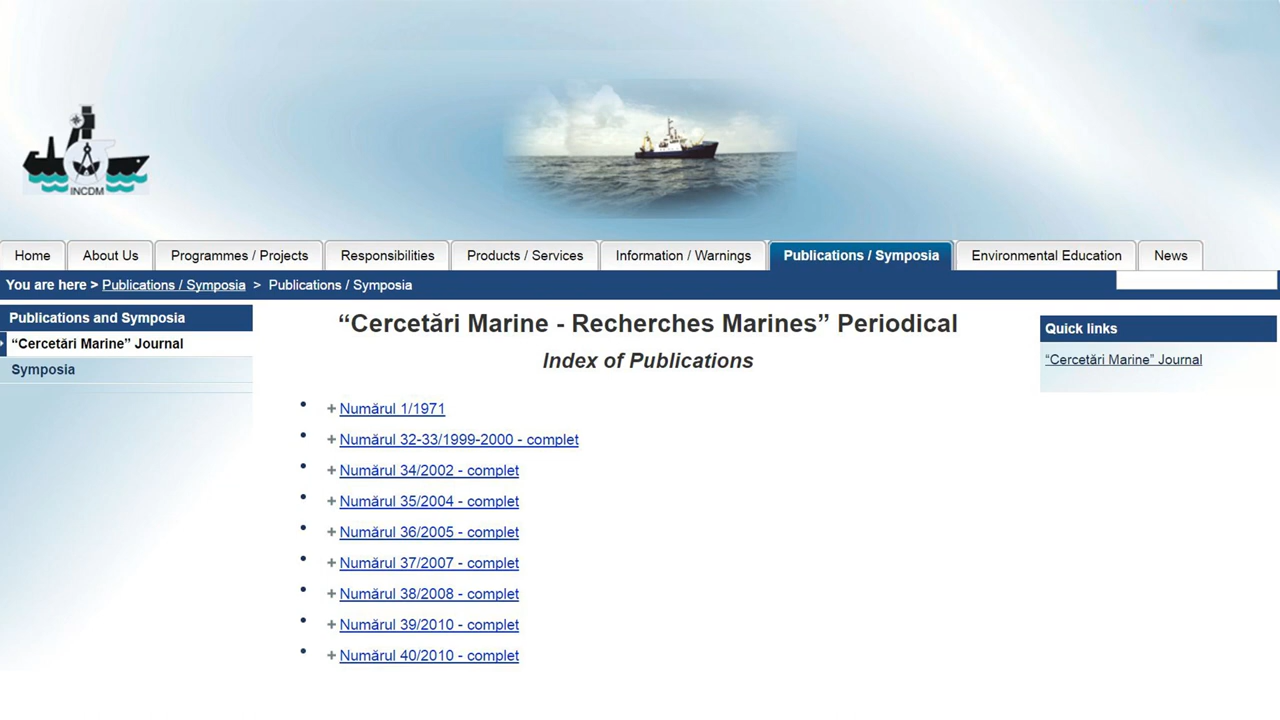 INCDM
Home About Us Programmes / Projects Responsibilities Products / Services Information / Warnings Publications / Symposia Environmental Education News
You are here > Publications / Symposia > Publications / Symposia
Publications and Symposia
“Cercetări Marine” Journal
Symposia
“Cercetări Marine - Recherches Marines” Periodical
Index of Publications
+ Numărul 1/1971
+ Numărul 32-33/1999-2000 - complet
+ Numărul 34/2002 - complet
+ Numărul 35/2004 - complet
+ Numărul 36/2005 - complet
+ Numărul 37/2007 - complet
+ Numărul 38/2008 - complet
+ Numărul 39/2010 - complet
+ Numărul 40/2010 - complet
Quick links
“Cercetări Marine” Journal